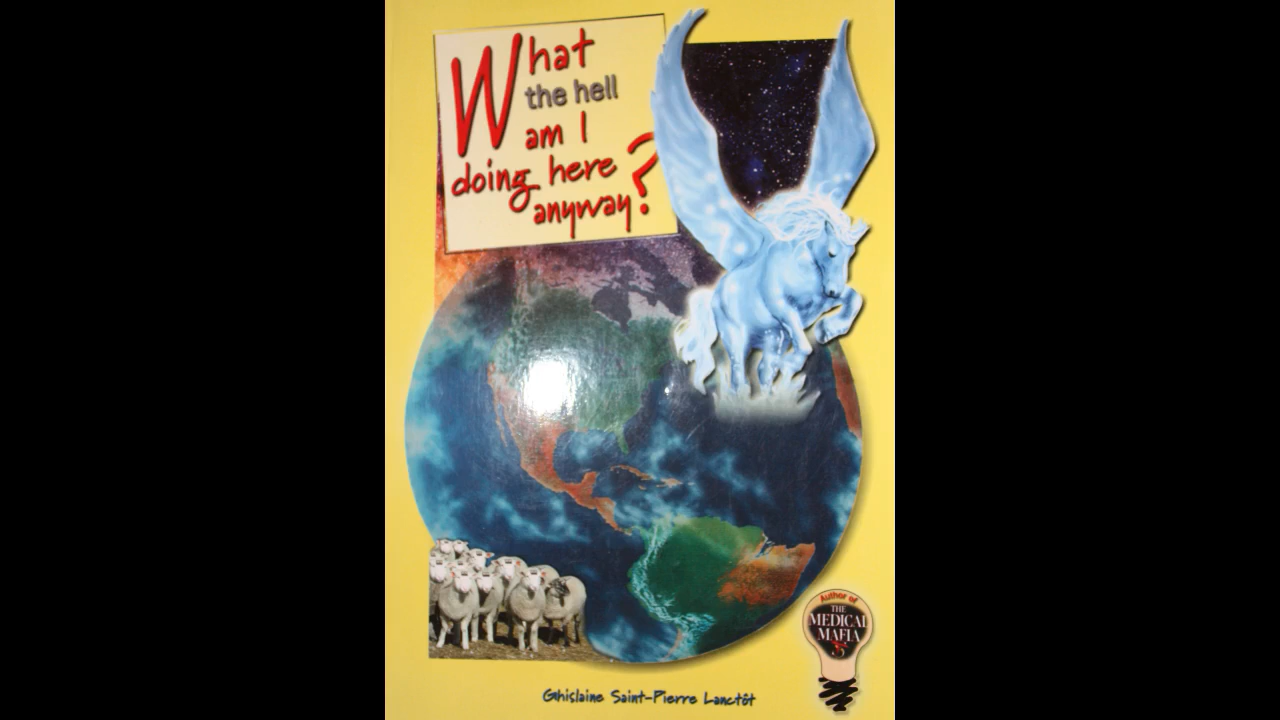 What
the hell
am I
doing here
anyway?
Author of
THE
MEDICAL
MAFIA
Ghislaine Saint-Pierre Lanctôt